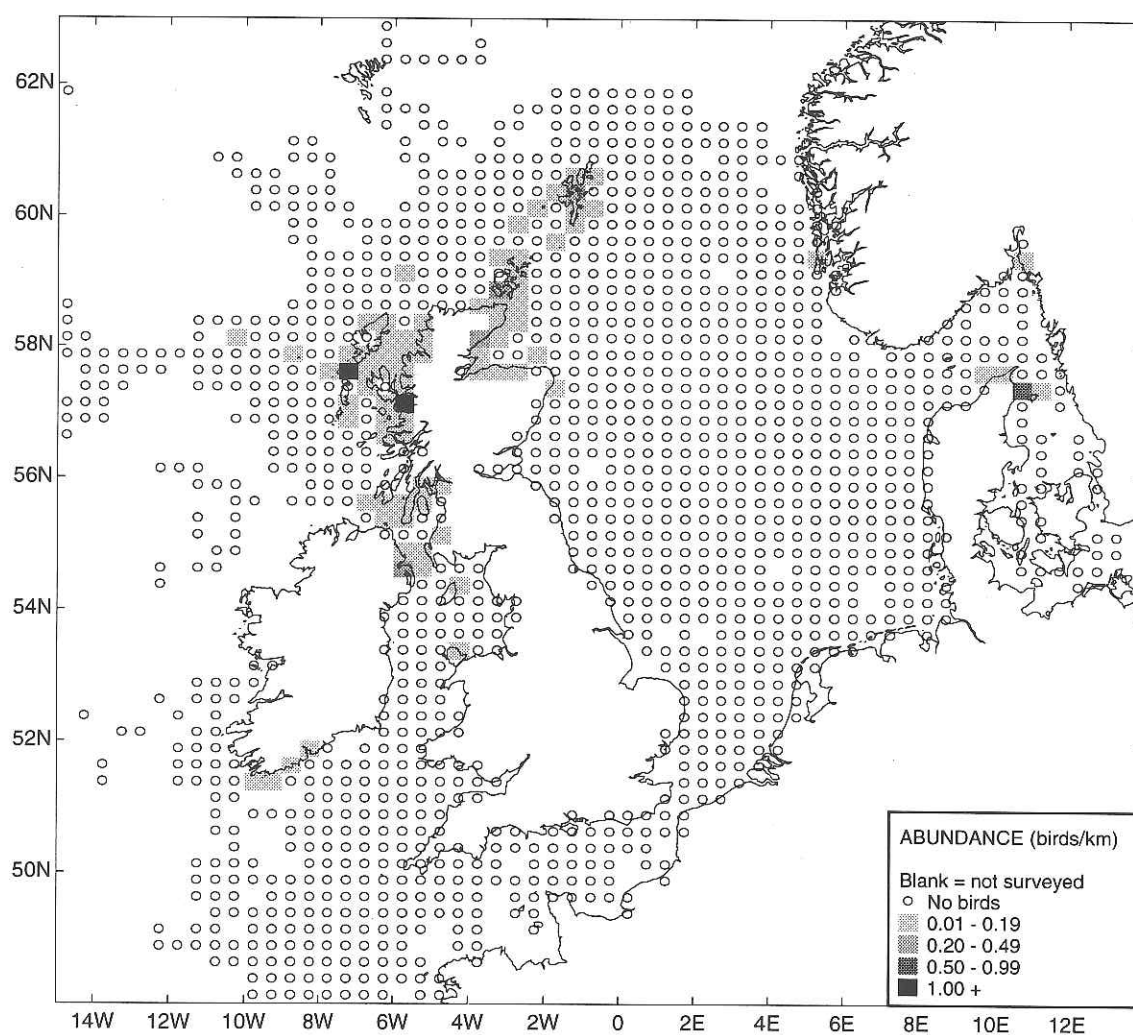 62N
60N
58N
56N
54N
52N
50N
14W 12W 10W 8W 6W 4W 2W 0 2E 4E 6E 8E 10E 12E
ABUNDANCE (birds/km)
Blank = not surveyed
No birds
0.01 - 0.19
0.20 - 0.49
0.50 - 0.99
1.00 +